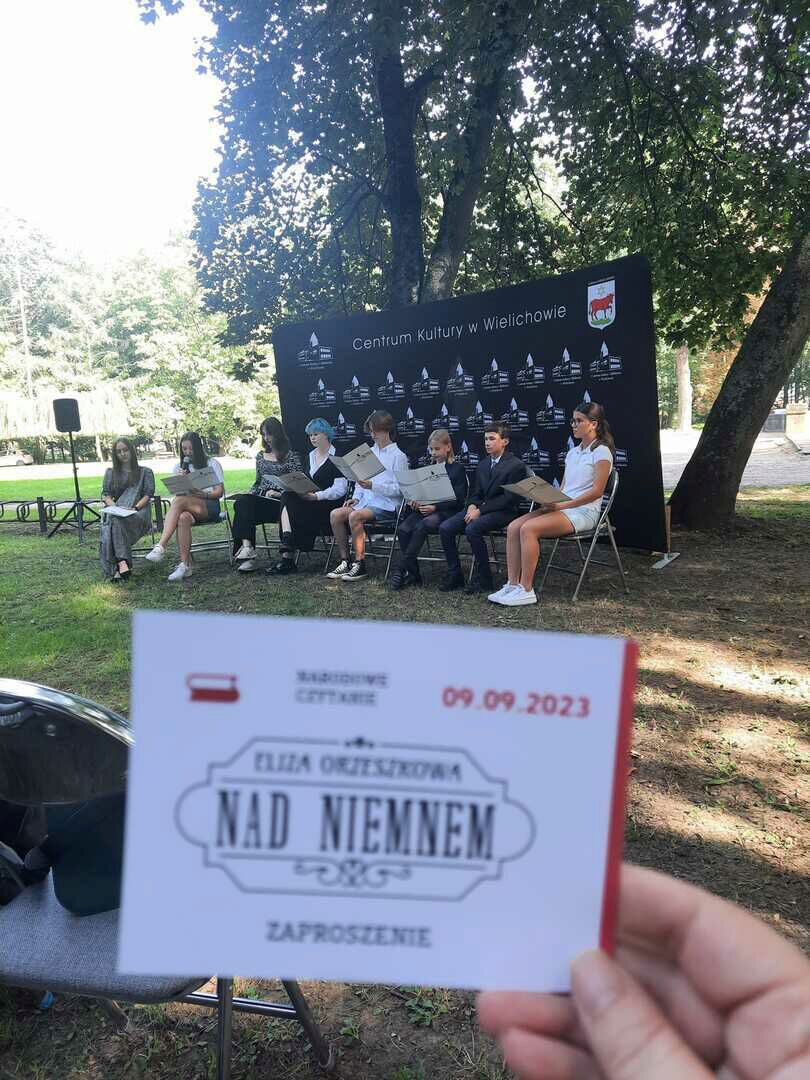 Centrum Kultury w Wielichowie
NARODOWE
CZYTANIE
09.09.2023
ELIZA ORZESZKOWA
NAD NIEMNEM
ZAPROSZENIE